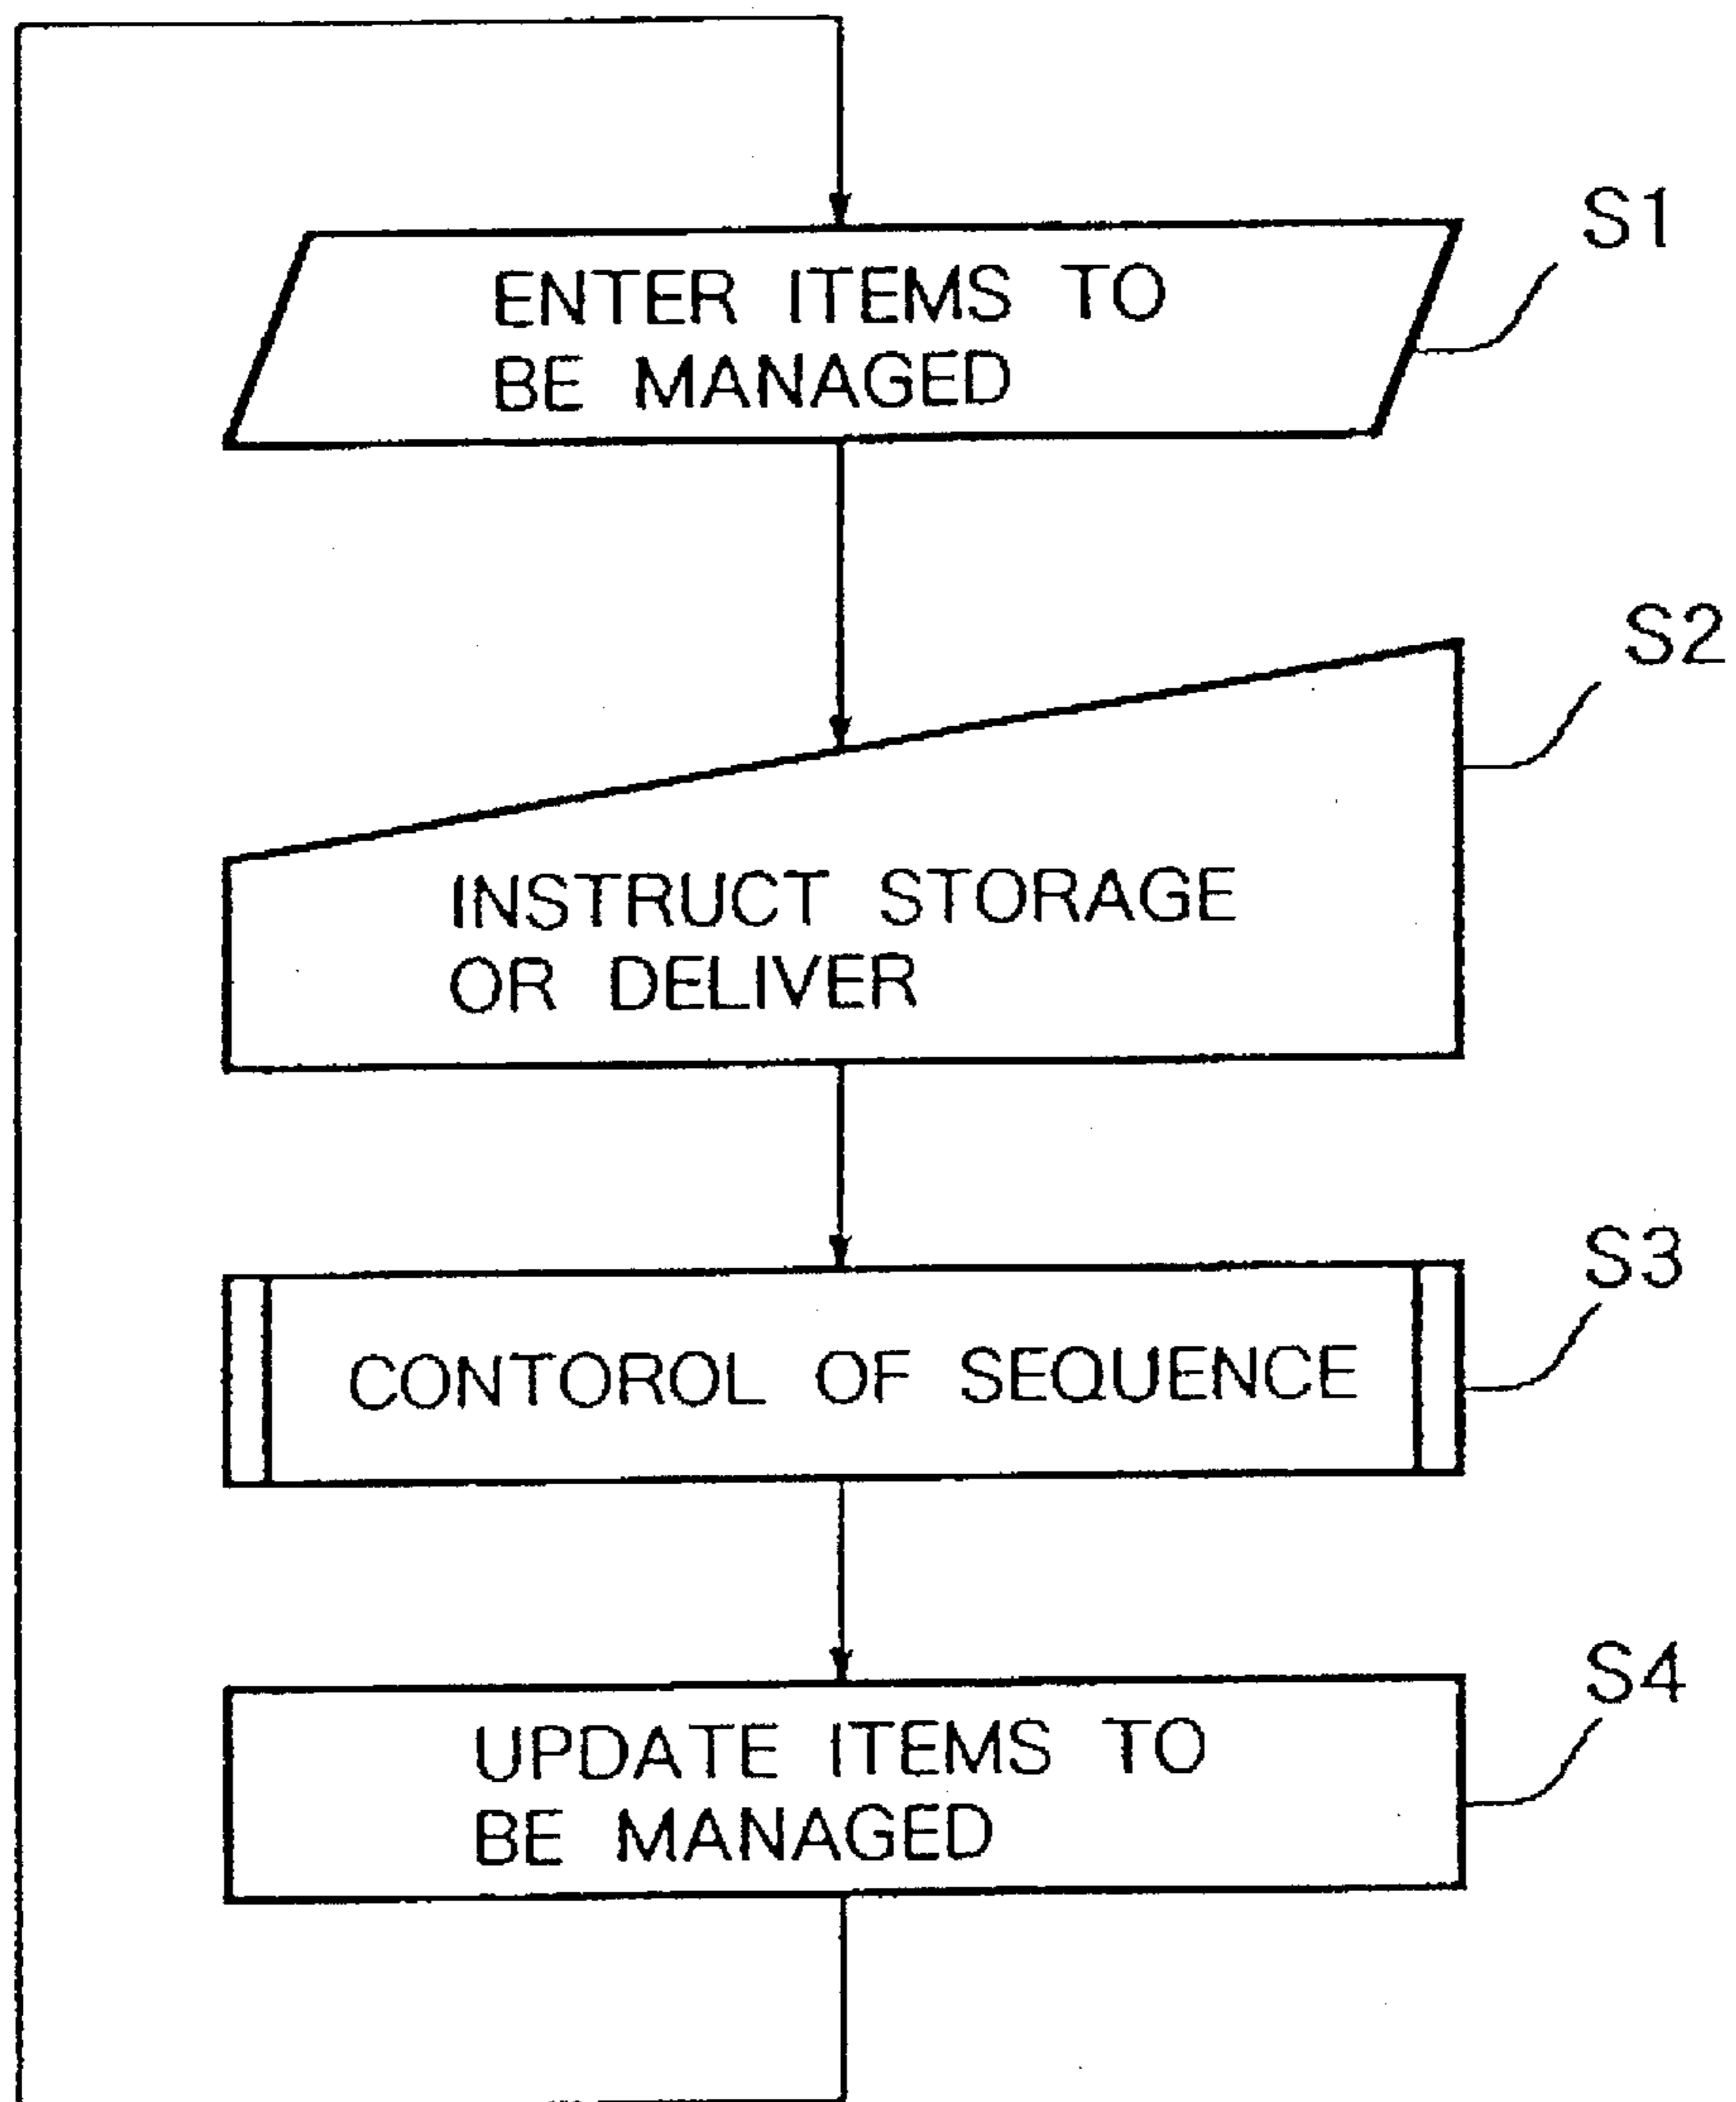 S1
ENTER ITEMS TO
BE MANAGED
S2
INSTRUCT STORAGE
OR DELIVER
S3
CONTOROL OF SEQUENCE
S4
UPDATE ITEMS TO
BE MANAGED